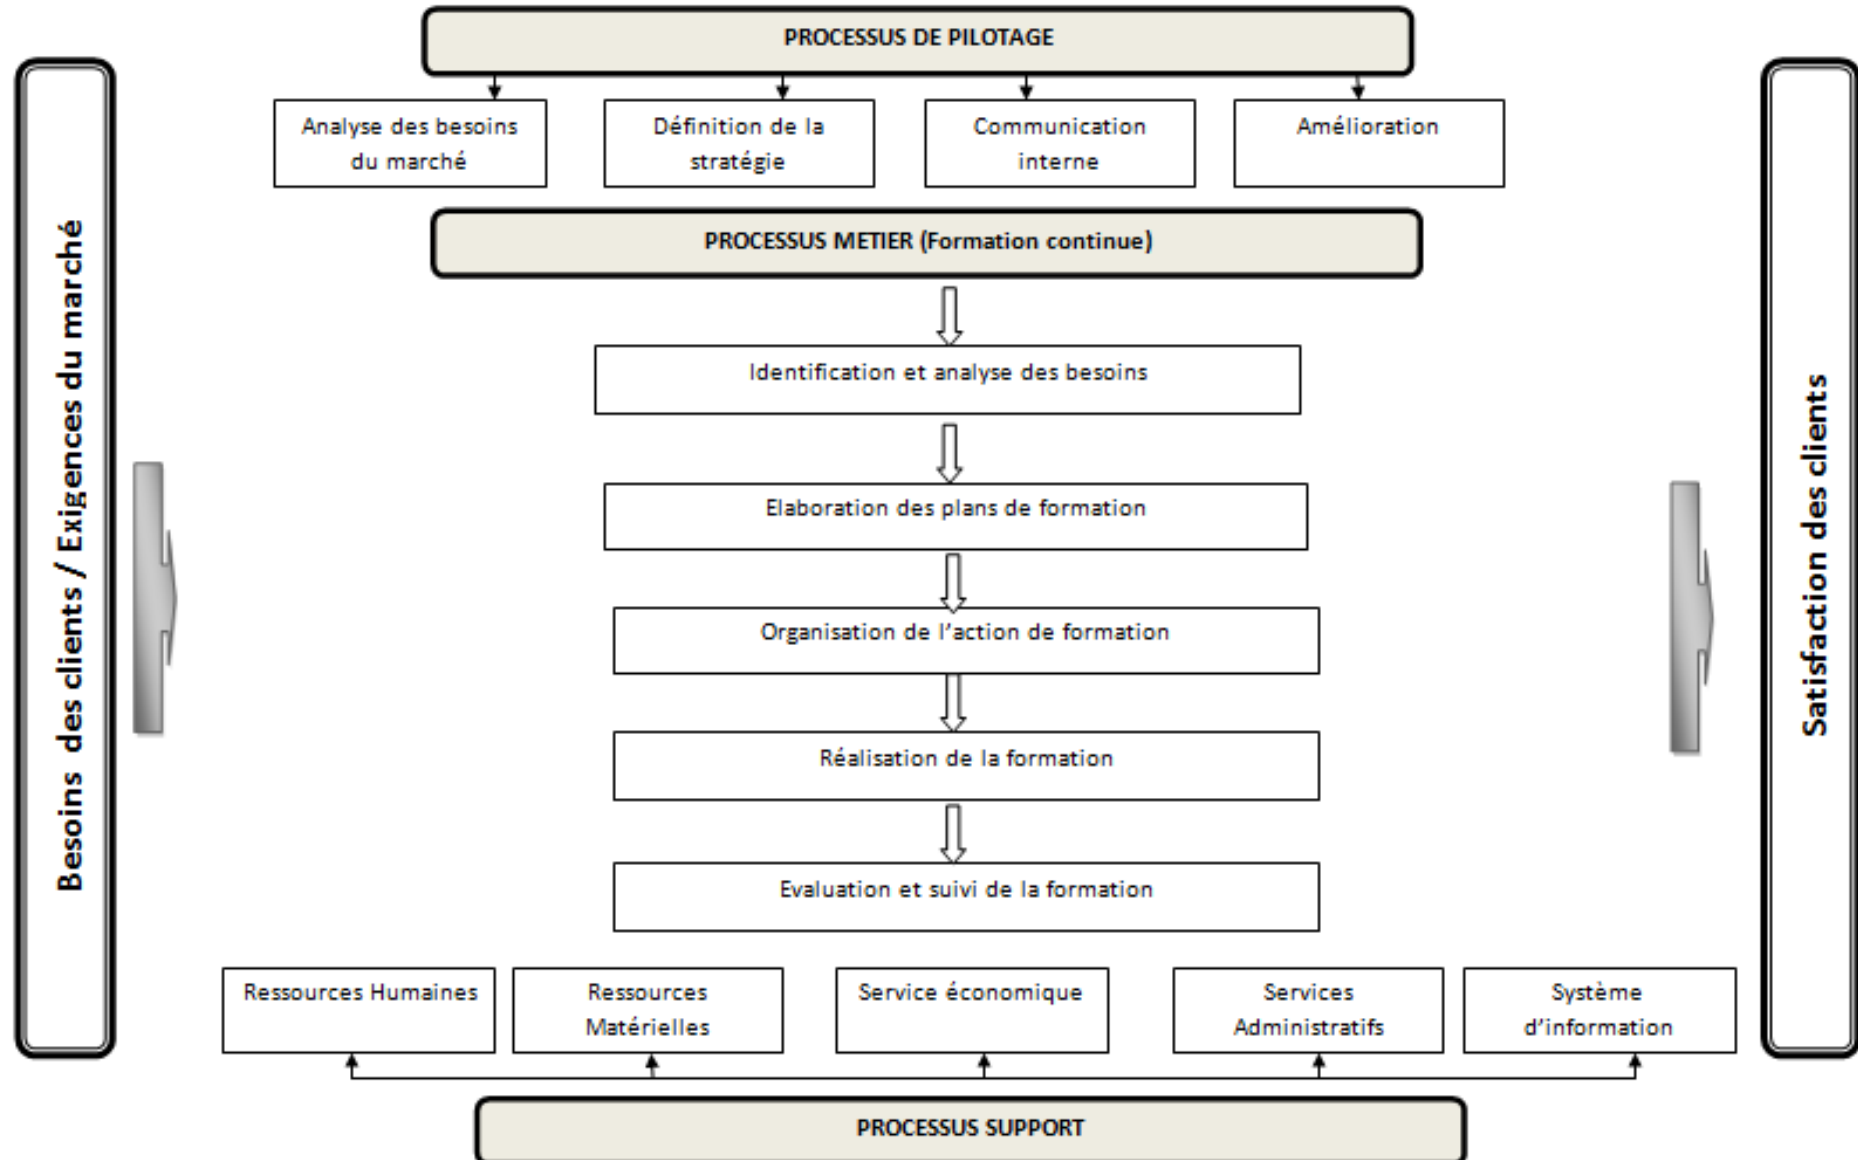 PROCESSUS DE PILOTAGE
Analyse des besoins
du marché
Définition de la
stratégie
Communication
interne
Amélioration
PROCESSUS METIER (Formation continue)
Besoins des clients / Exigences du marché
Identification et analyse des besoins
Elaboration des plans de formation
Organisation de l'action de formation
Réalisation de la formation
Evaluation et suivi de la formation
Satisfaction des clients
Ressources Humaines
Ressources
Matérielles
Service économique
Services
Administratifs
Système
d'information
PROCESSUS SUPPORT